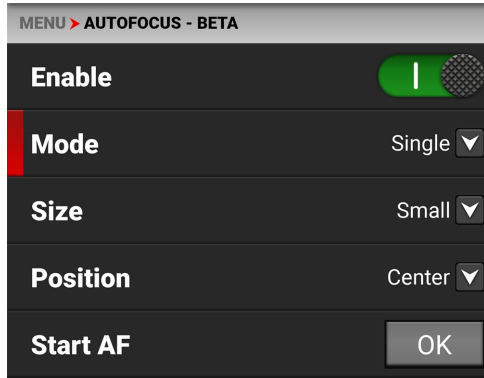 MENU > AUTOFOCUS - BETA
Enable
Mode Single
Size Small
Position Center
Start AF OK